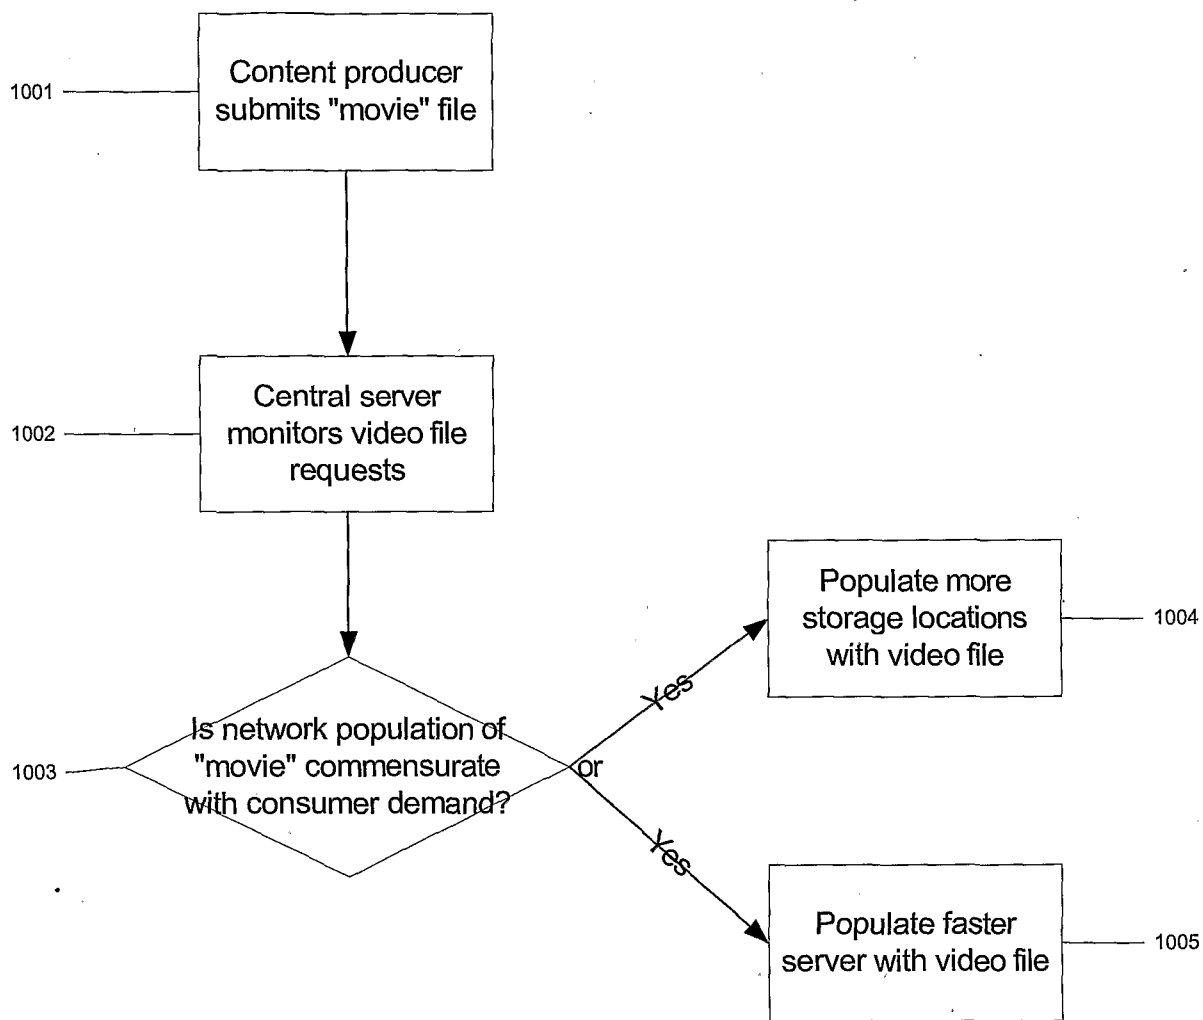 1001
Content producer
submits "movie" file
1002
Central server
monitors video file
requests
1003
Is network population of
"movie" commensurate
with consumer demand?
or
Yes
Yes
Populate more
storage locations
with video file
1004
Populate faster
server with video file
1005